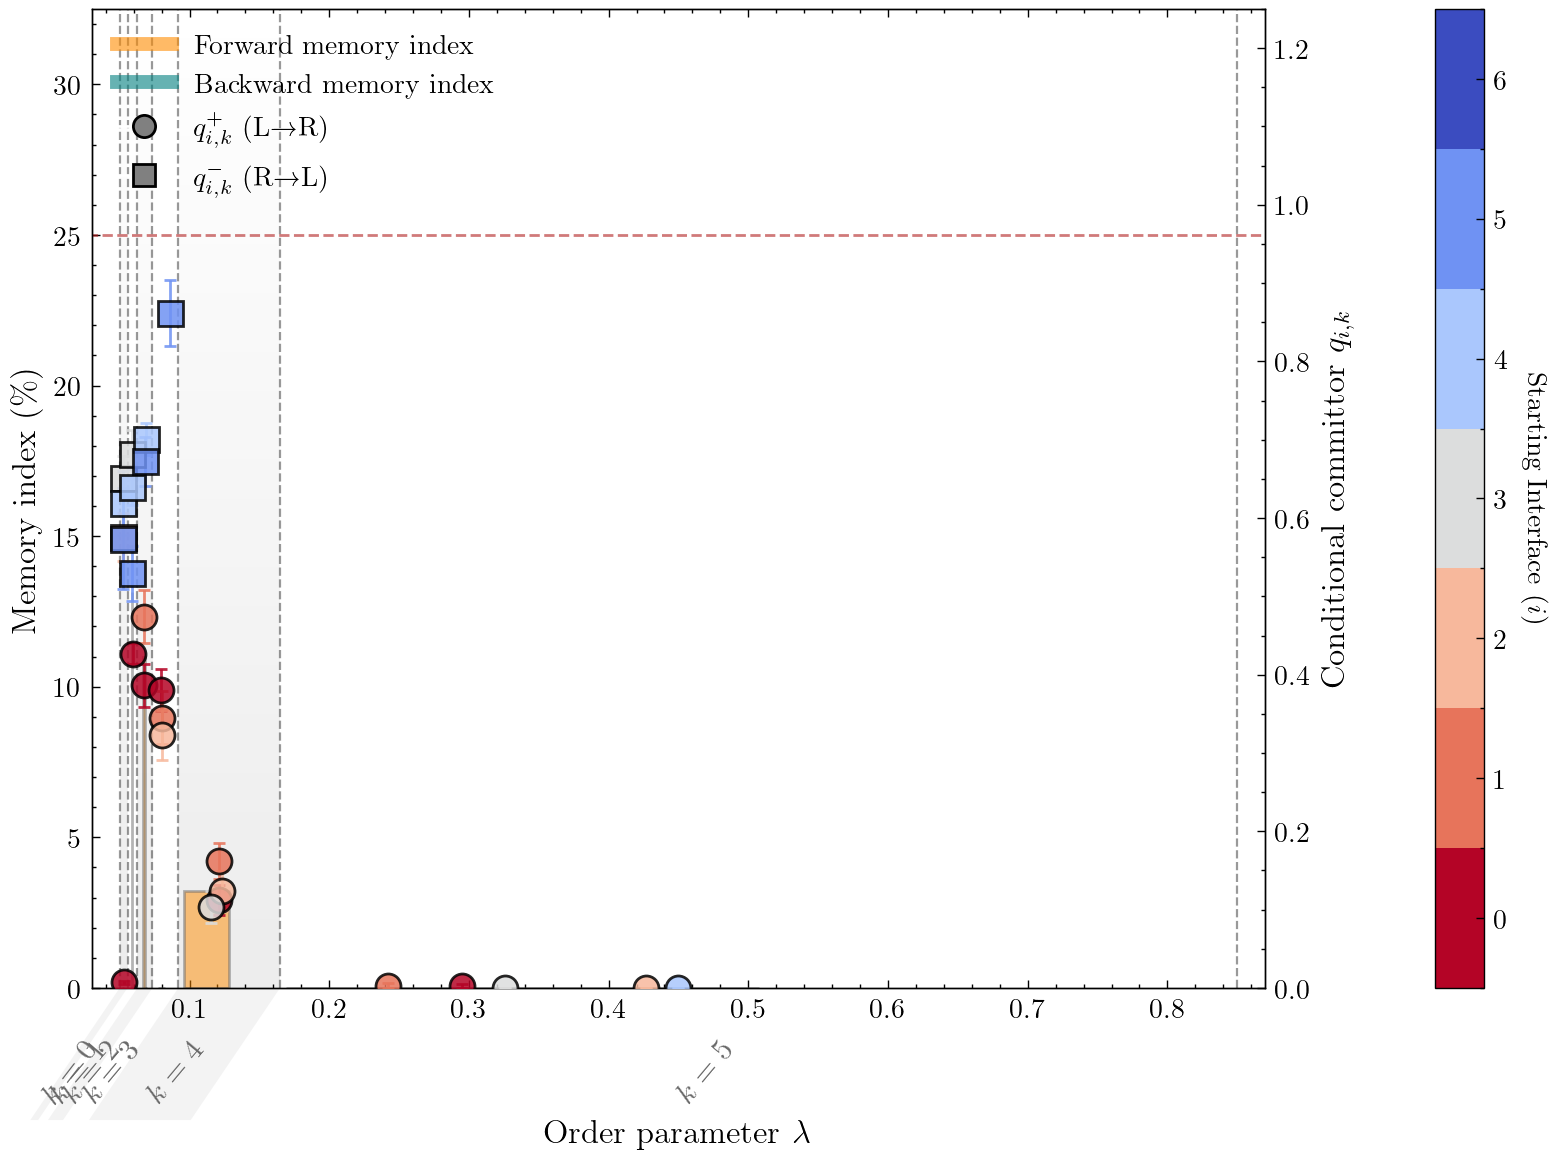 Forward memory index
Backward memory index
q⁺ᵢ,ₖ (L→R)
q⁻ᵢ,ₖ (R→L)
Memory index (%)
0
5
10
15
20
25
30
0.1
0.2
0.3
0.4
0.5
0.6
0.7
0.8
k = 0
k = 1
k = 2
k = 3
k = 4
k = 5
Order parameter λ
0.0
0.2
0.4
0.6
0.8
1.0
1.2
Conditional committor qᵢ,ₖ
6
5
4
3
2
1
0
Starting Interface (i)